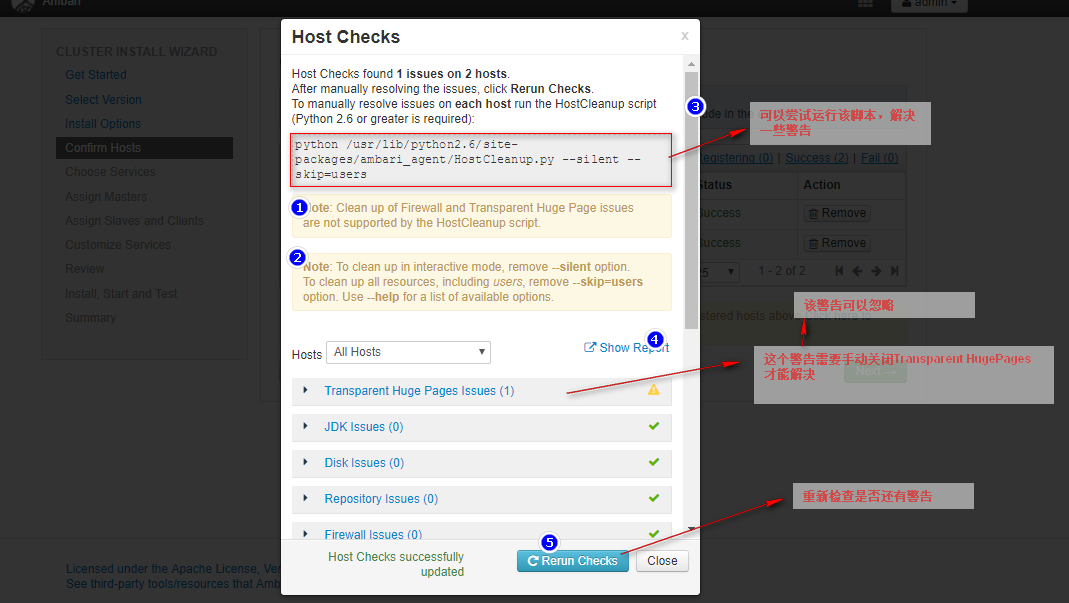 Ambari
admin
CLUSTER INSTALL WIZARD
Get Started
Select Version
Install Options
Confirm Hosts
Choose Services
Assign Masters
Assign Slaves and Clients
Customize Services
Review
Install, Start and Test
Summary
Host Checks
x
Host Checks found 1 issues on 2 hosts.
After manually resolving the issues, click Rerun Checks.
To manually resolve issues on each host run the HostCleanup script
(Python 2.6 or greater is required):
python /usr/lib/python2.6/site-
packages/ambari_agent/HostCleanup.py --silent --
skip=users
1
ote: Clean up of Firewall and Transparent Huge Page issues
are not supported by the HostCleanup script.
2
Note: To clean up in interactive mode, remove --silent option.
To clean up all resources, including users, remove --skip=users
option. Use --help for a list of available options.
4
Hosts
All Hosts
Show Report
Transparent Huge Pages Issues (1)
JDK Issues (0)
Disk Issues (0)
Repository Issues (0)
Firewall Issues (0)
5
Host Checks successfully
updated
Rerun Checks
Close
3
可以尝试运行该脚本，解决
一些警告
ade in the
Registering (0) | Success (2) | Fail (0)
Status
Action
Success
Remove
Success
Remove
25
1 - 2 of 2
该警告可以忽略
stered hosts above.
这个警告需要手动关闭Transparent HugePages
才能解决
Next →
重新检查是否还有警告
Licensed under the Apache License, Ver
See third-party tools/resources that Amb